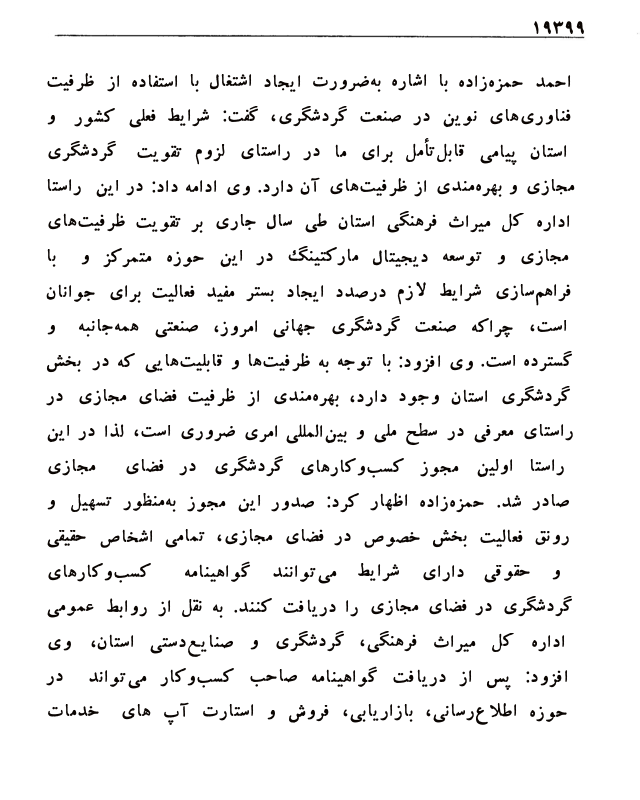 ۱۹۳۹۹
احمد حمزه‌زاده با اشاره به‌ضرورت ایجاد اشتغال با استفاده از ظرفیت
فناوری‌های نوین در صنعت گردشگری، گفت: شرایط فعلی کشور و
استان پیامی قابل‌تأمل برای ما در راستای لزوم تقویت گردشگری
مجازی و بهره‌مندی از ظرفیت‌های آن دارد. وی ادامه داد: در این راستا
اداره کل میراث فرهنگی استان طی سال جاری بر تقویت ظرفیت‌های
مجازی و توسعه دیجیتال مارکتینگ در این حوزه متمرکز و با
فراهم‌سازی شرایط لازم درصدد ایجاد بستر مفید فعالیت برای جوانان
است، چراکه صنعت گردشگری جهانی امروز، صنعتی همه‌جانبه و
گسترده است. وی افزود: با توجه به ظرفیت‌ها و قابلیت‌هایی که در بخش
گردشگری استان وجود دارد، بهره‌مندی از ظرفیت فضای مجازی در
راستای معرفی در سطح ملی و بین‌المللی امری ضروری است، لذا در این
راستا اولین مجوز کسب‌وکارهای گردشگری در فضای مجازی
صادر شد. حمزه‌زاده اظهار کرد: صدور این مجوز به‌منظور تسهیل و
رونق فعالیت بخش خصوص در فضای مجازی، تمامی اشخاص حقیقی
و حقوقی دارای شرایط می‌توانند گواهینامه کسب‌وکارهای
گردشگری در فضای مجازی را دریافت کنند. به نقل از روابط عمومی
اداره کل میراث فرهنگی، گردشگری و صنایع‌دستی استان، وی
افزود: پس از دریافت گواهینامه صاحب کسب‌وکار می‌تواند در
حوزه اطلاع‌رسانی، بازاریابی، فروش و استارت آپ های خدمات